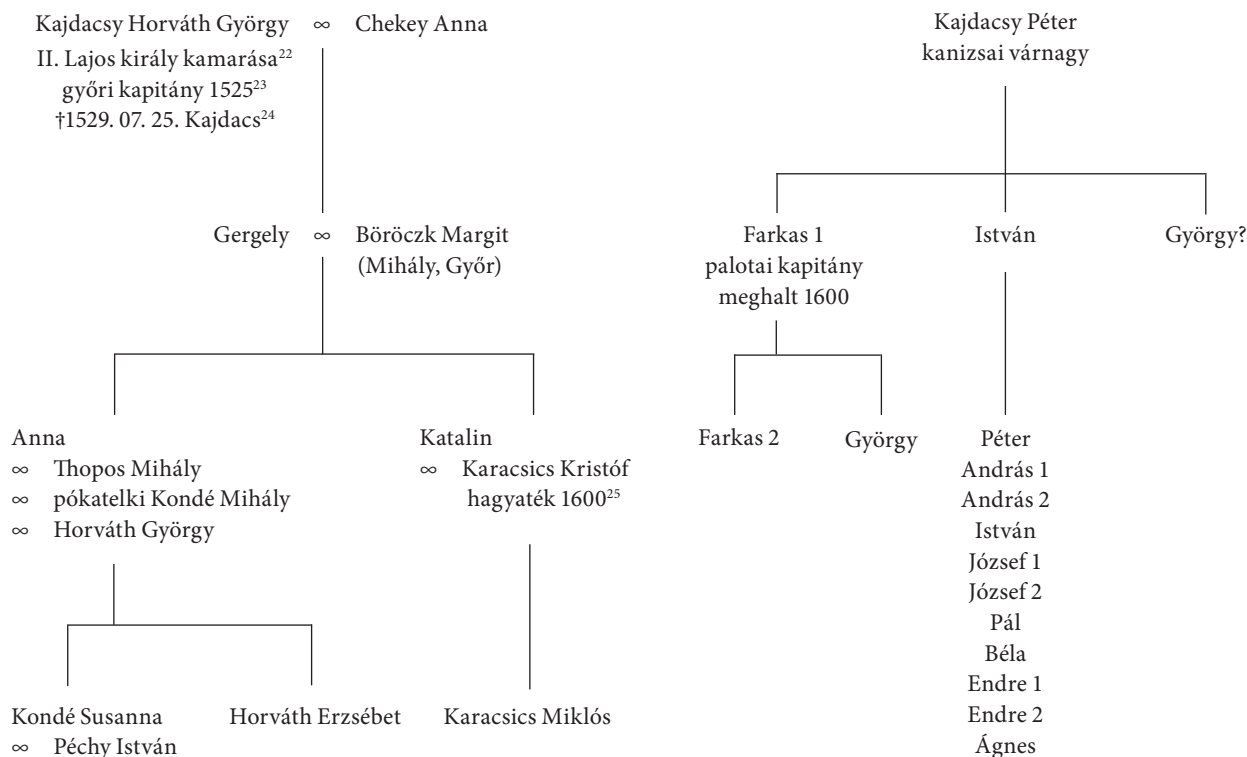 Kajdacsy Horváth György ∞ Chekey Anna
II. Lajos király kamarása²²
győri kapitány 1525²³
†1529. 07. 25. Kajdacs²⁴
Gergely ∞ Böröczk Margit
(Mihály, Győr)
Anna
∞ Thopos Mihály
∞ pókatelki Kondé Mihály
∞ Horváth György
Katalin
∞ Karacsics Kristóf
hagyaték 1600²⁵
Kondé Susanna
∞ Péchy István
Horváth Erzsébet
Karacsics Miklós
Kajdacsy Péter
kanizsai várnagy
Farkas 1
palotai kapitány
meghalt 1600
István
György?
Farkas 2
György
Péter
András 1
András 2
István
József 1
József 2
Pál
Béla
Endre 1
Endre 2
Ágnes